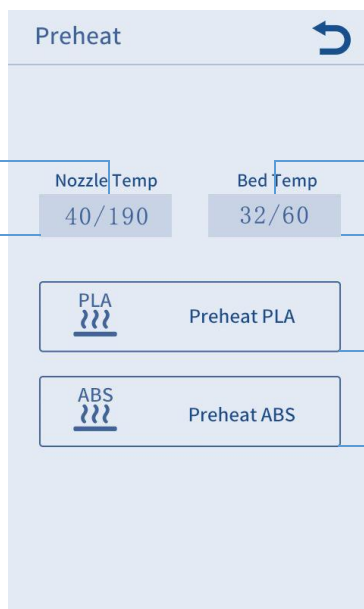 Preheat
Nozzle Temp Bed Temp
40/190 32/60
PLA
Preheat PLA
ABS
Preheat ABS